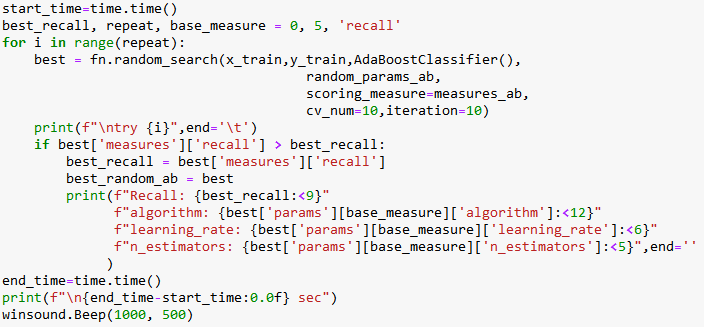 start_time=time.time()
best_recall, repeat, base_measure = 0, 5, 'recall'
for i in range(repeat):
    best = fn.random_search(x_train,y_train,AdaBoostClassifier(),
                                      random_params_ab,
                                      scoring_measure=measures_ab,
                                      cv_num=10,iteration=10)
    print(f"\ntry {i}",end='\t')
    if best['measures']['recall'] > best_recall:
        best_recall = best['measures']['recall']
        best_random_ab = best
        print(f"Recall: {best_recall:<9}"
              f"algorithm: {best['params'][base_measure]['algorithm']:<12}"
              f"learning_rate: {best['params'][base_measure]['learning_rate']:<6}"
              f"n_estimators: {best['params'][base_measure]['n_estimators']:<5}",end=''
             )
end_time=time.time()
print(f"\n{end_time-start_time:0.0f} sec")
winsound.Beep(1000, 500)